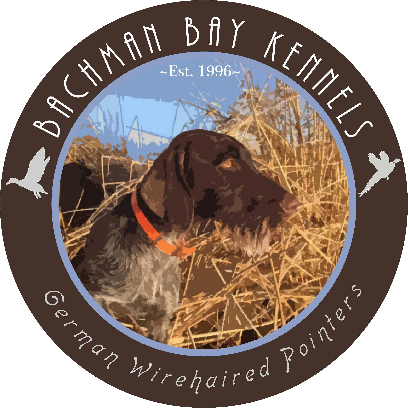 BACHMAN BAY KENNELS
~Est. 1996~
German Wirehaired Pointers